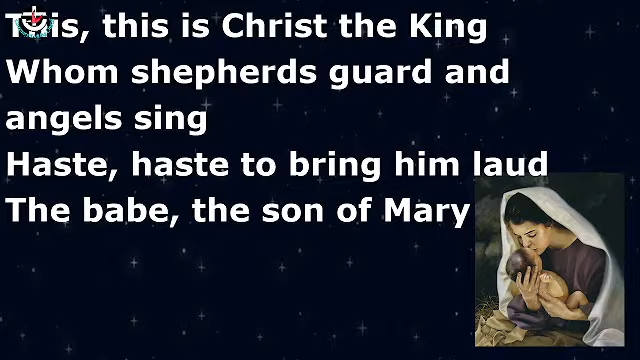 This, this is Christ the King
Whom shepherds guard and
angels sing
Haste, haste to bring him laud
The babe, the son of Mary